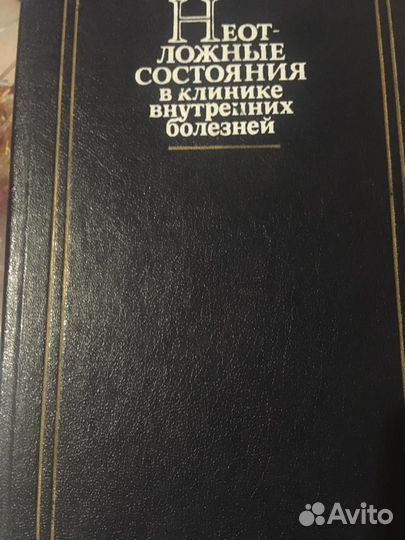 Неот-
ложные
состояния
в клинике
внутренних
болезней
Avito